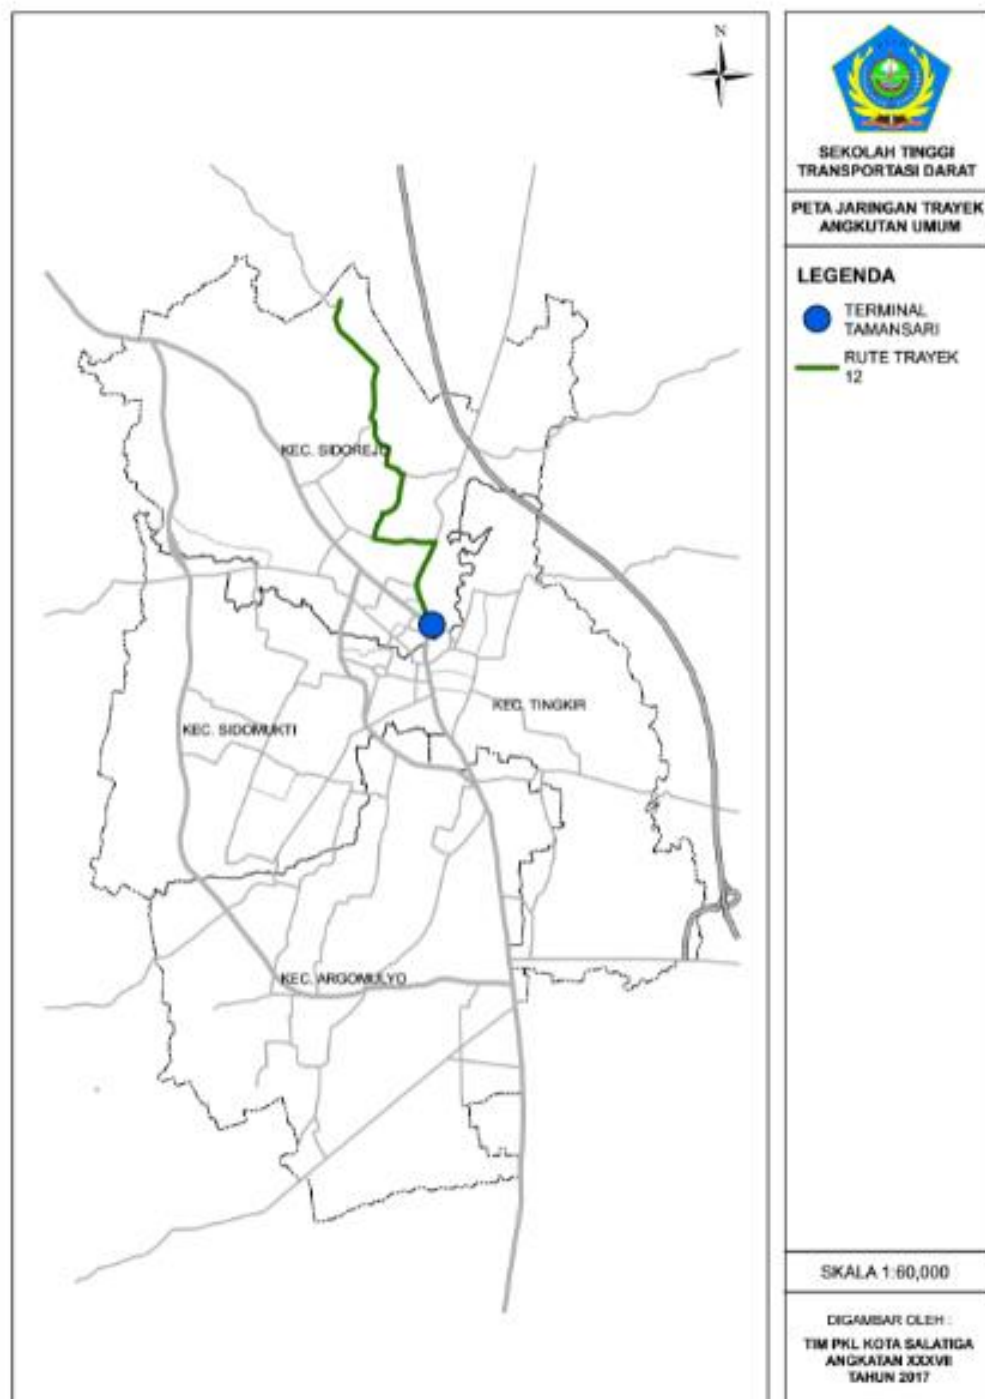 N
SEKOLAH TINGGI
TRANSPORTASI DARAT
PETA JARINGAN TRAYEK
ANGKUTAN UMUM
LEGENDA
TERMINAL
TAMANSARI
RUTE TRAYEK
12
KEC. SIDOREJO
KEC. TINGKIR
KEC. SIDOMUKTI
KEC. ARGOMULYO
SKALA 1:60,000
DIGAMBAR OLEH :
TIM PKL KOTA SALATIGA
ANGKATAN XXXVII
TAHUN 2017